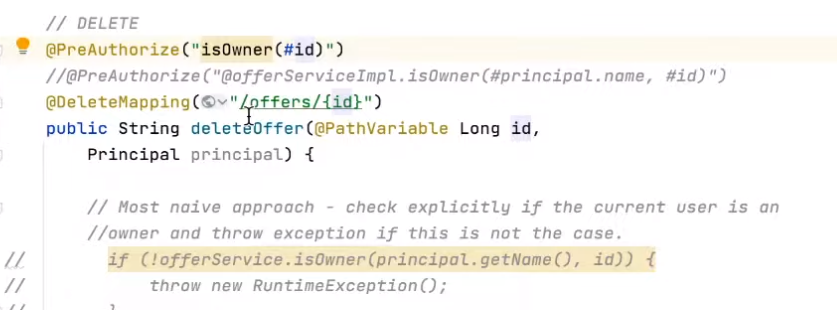 // DELETE
@PreAuthorize("isOwner(#id)")
//@PreAuthorize("@offerServiceImpl.isOwner(#principal.name, #id)")
@DeleteMapping("/offers/{id}")
public String deleteOffer(@PathVariable Long id,
Principal principal) {
// Most naive approach - check explicitly if the current user is an
//owner and throw exception if this is not the case.
// if (!offerService.isOwner(principal.getName(), id)) {
// throw new RuntimeException();